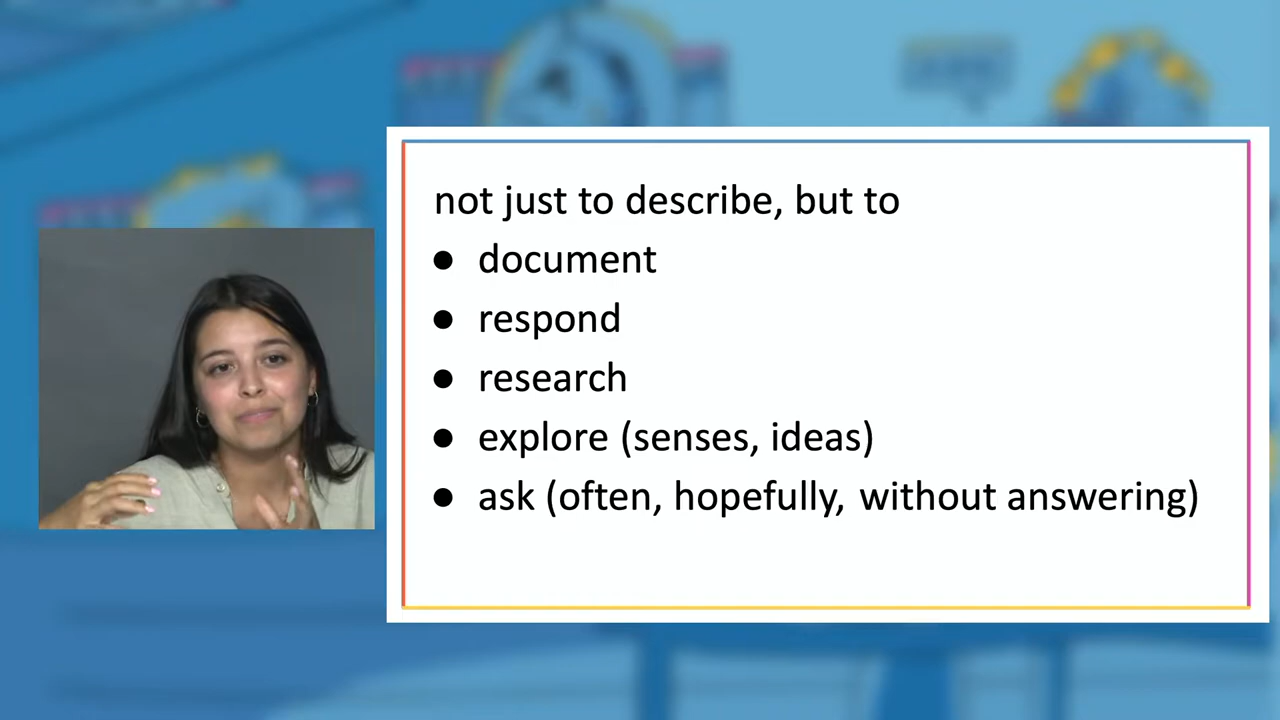 not just to describe, but to
● document
● respond
● research
● explore (senses, ideas)
● ask (often, hopefully, without answering)